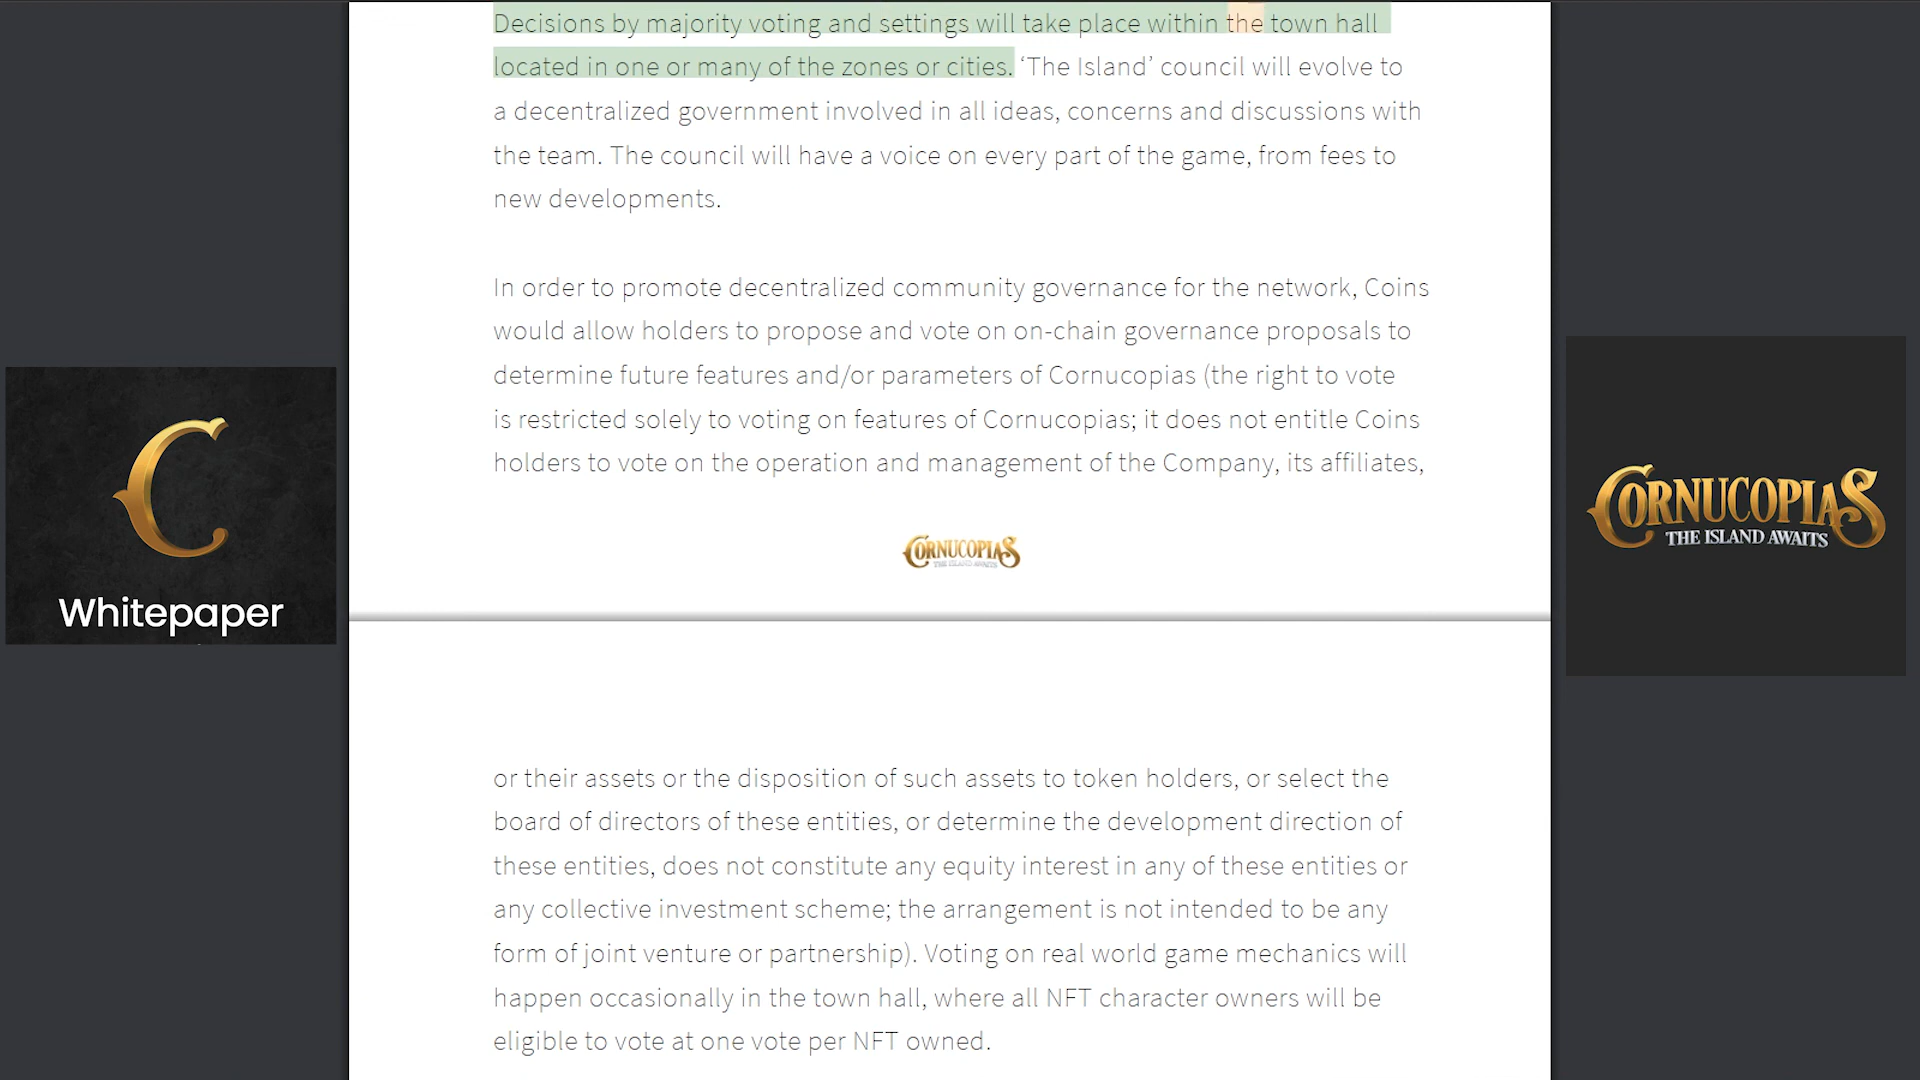 Decisions by majority voting and settings will take place within the town hall
located in one or many of the zones or cities. ‘The Island’ council will evolve to
a decentralized government involved in all ideas, concerns and discussions with
the team. The council will have a voice on every part of the game, from fees to
new developments.
In order to promote decentralized community governance for the network, Coins
would allow holders to propose and vote on on-chain governance proposals to
determine future features and/or parameters of Cornucopias (the right to vote
is restricted solely to voting on features of Cornucopias; it does not entitle Coins
holders to vote on the operation and management of the Company, its affiliates,
CORNUCOPIAS
THE ISLAND AWAITS
or their assets or the disposition of such assets to token holders, or select the
board of directors of these entities, or determine the development direction of
these entities, does not constitute any equity interest in any of these entities or
any collective investment scheme; the arrangement is not intended to be any
form of joint venture or partnership). Voting on real world game mechanics will
happen occasionally in the town hall, where all NFT character owners will be
eligible to vote at one vote per NFT owned.
C
Whitepaper
CORNUCOPIAS
THE ISLAND AWAITS